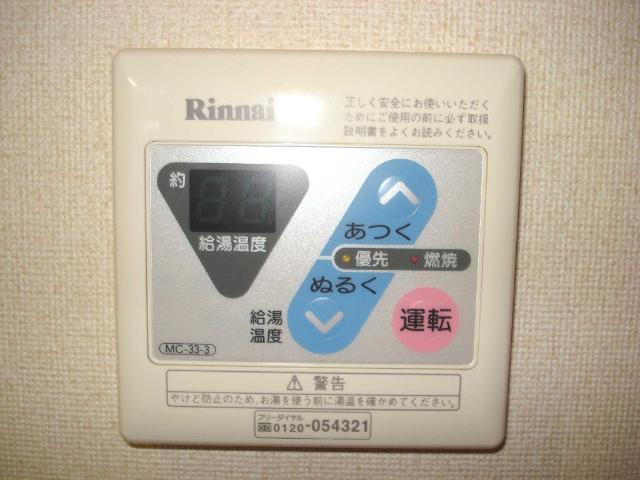 Rinnai
正しく安全にお使いいただく
ためにご使用の前に必ず取扱
説明書をよくお読みください。
約
給湯温度
あつく
優先 燃焼
ぬるく
給湯
温度
運転
MC-33-3
⚠ 警告
やけど防止のため、お湯を使う前に湯温を確かめてください。
フリーダイヤル
0120-054321